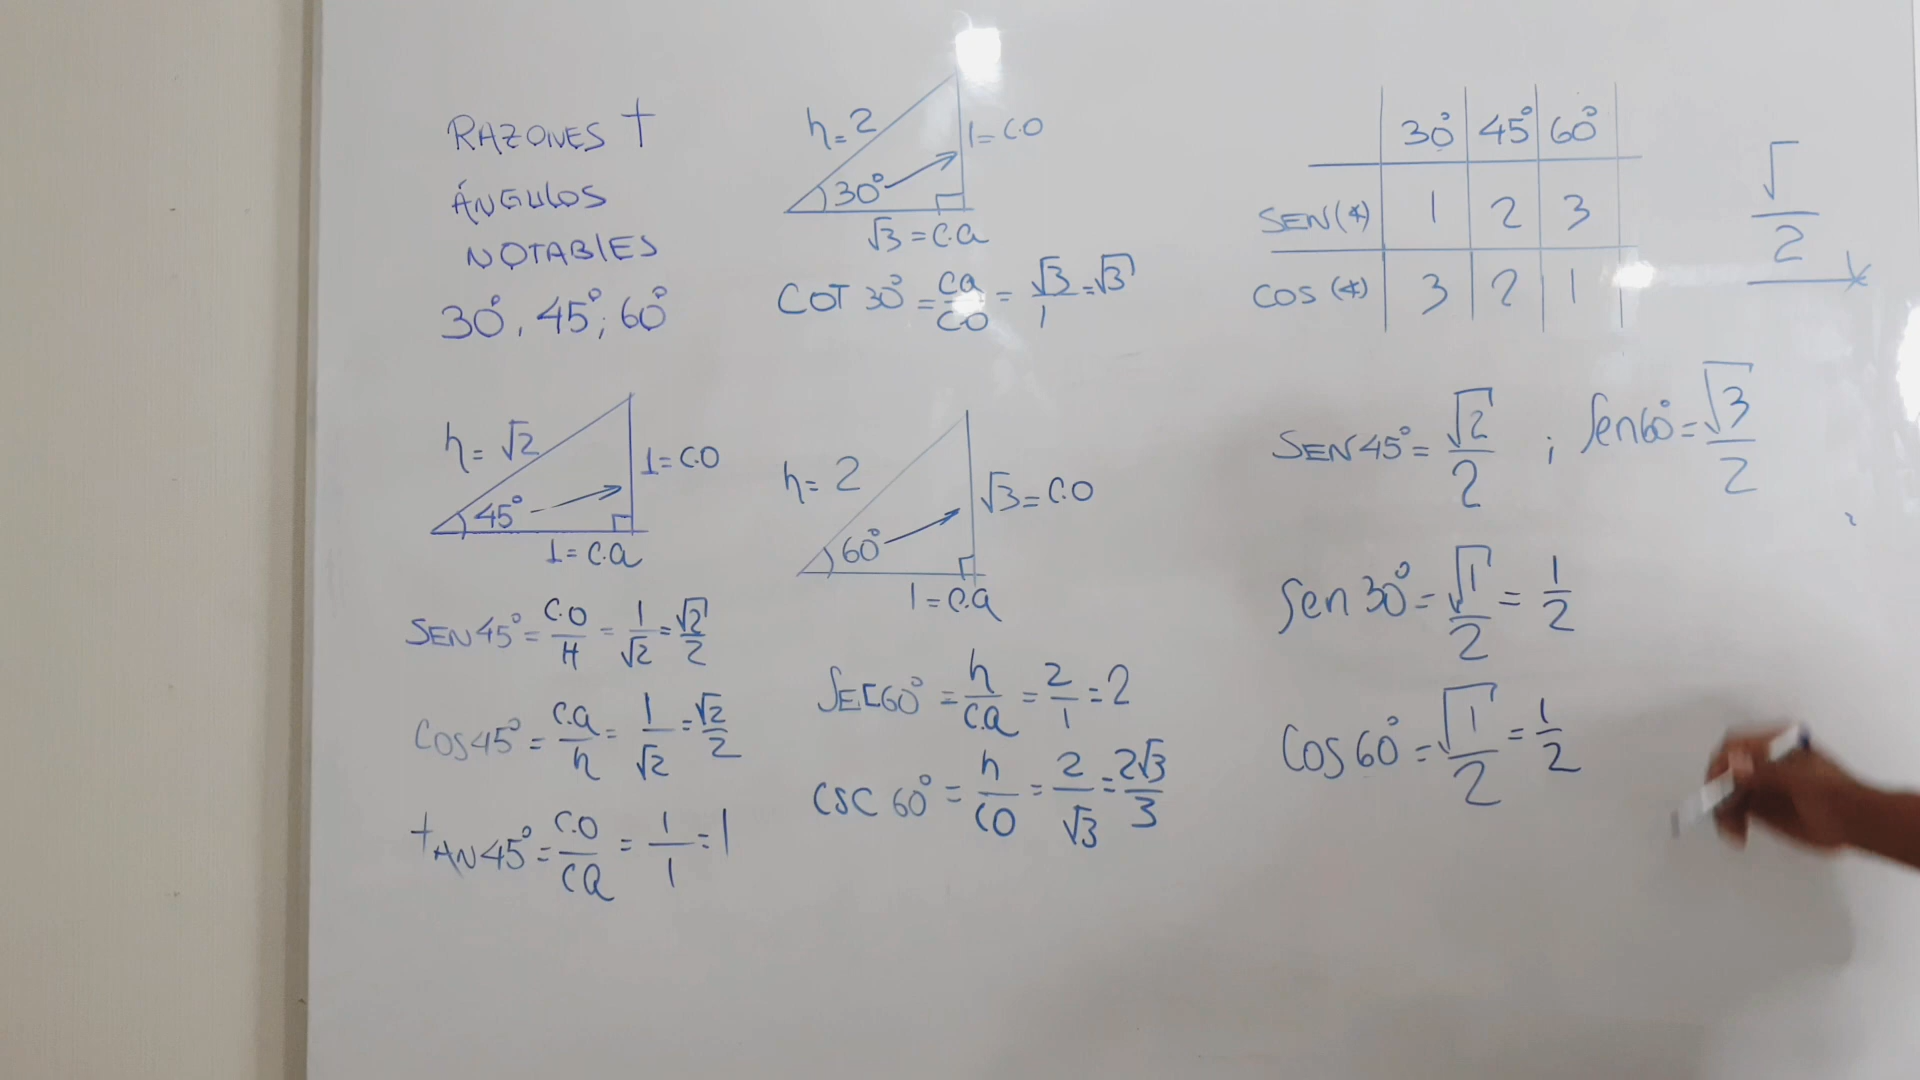 RAZONES T
ÁNGULOS
NOTABLES
30°, 45°; 60°
h=2
1=C.O
30°
√3=C.a
COT 30° = ca/CO = √3/1 = √3
h=√2
1=C.O
45°
1=C.a
SEN 45° = C.O/H = 1/√2 = √2/2
COS 45° = C.a/h = 1/√2 = √2/2
TAN 45° = C.O/Ca = 1/1 = 1
h=2
√3=C.O
60°
1=C.a
SEC 60° = h/Ca = 2/1 = 2
CSC 60° = h/CO = 2/√3 = 2√3/3
30° 45° 60°
SEN(∢) 1 2 3
COS(∢) 3 2 1
√/2
SEN 45° = √2/2 ; Sen 60° = √3/2
Sen 30° = √1/2 = 1/2
Cos 60° = √1/2 = 1/2